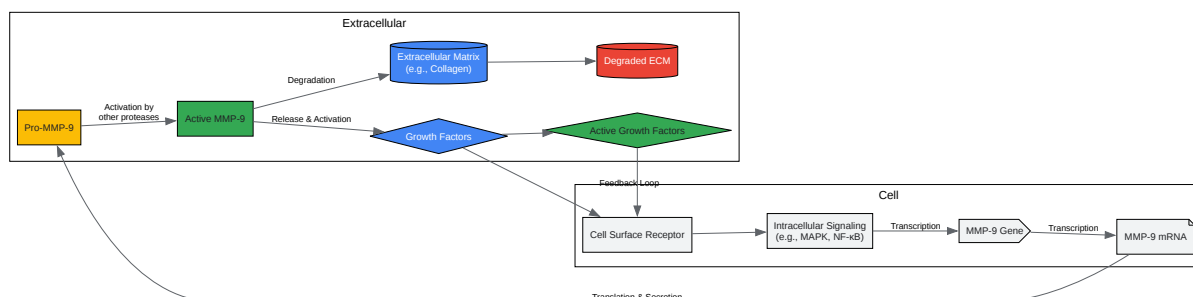 Extracellular
Extracellular Matrix
(e.g., Collagen)
Degraded ECM
Degradation
Activation by
other proteases
Pro-MMP-9
Active MMP-9
Release & Activation
Growth Factors
Active Growth Factors
Feedback Loop
Cell
Cell Surface Receptor
Intracellular Signaling
(e.g., MAPK, NF-κB)
Transcription
MMP-9 Gene
Transcription
MMP-9 mRNA
Translation & Secretion